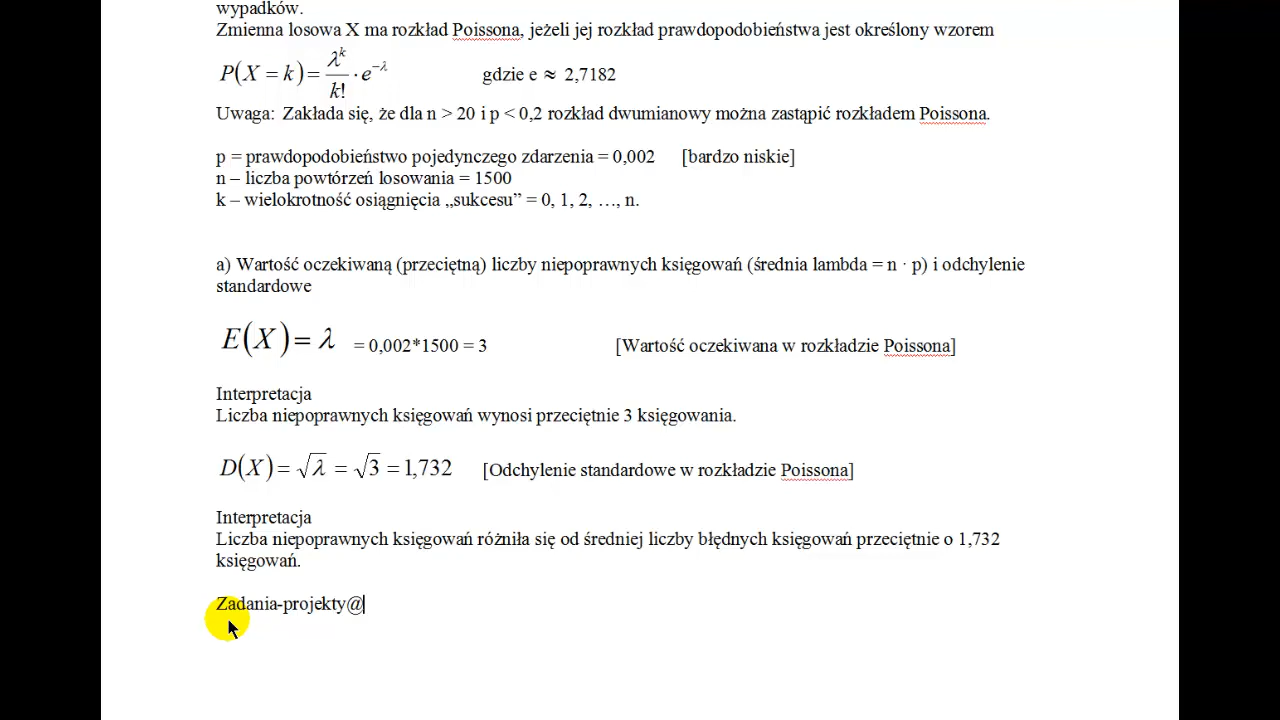 wypadków.
Zmienna losowa X ma rozkład Poissona, jeżeli jej rozkład prawdopodobieństwa jest określony wzorem
P(X = k) = λ^k / k! · e^(−λ) gdzie e ≈ 2,7182
Uwaga: Zakłada się, że dla n > 20 i p < 0,2 rozkład dwumianowy można zastąpić rozkładem Poissona.
p = prawdopodobieństwo pojedynczego zdarzenia = 0,002 [bardzo niskie]
n – liczba powtórzeń losowania = 1500
k – wielokrotność osiągnięcia „sukcesu” = 0, 1, 2, …, n.
a) Wartość oczekiwaną (przeciętną) liczby niepoprawnych księgowań (średnia lambda = n · p) i odchylenie
standardowe
E(X) = λ = 0,002*1500 = 3 [Wartość oczekiwana w rozkładzie Poissona]
Interpretacja
Liczba niepoprawnych księgowań wynosi przeciętnie 3 księgowania.
D(X) = √λ = √3 = 1,732 [Odchylenie standardowe w rozkładzie Poissona]
Interpretacja
Liczba niepoprawnych księgowań różniła się od średniej liczby błędnych księgowań przeciętnie o 1,732
księgowań.
Zadania-projekty@